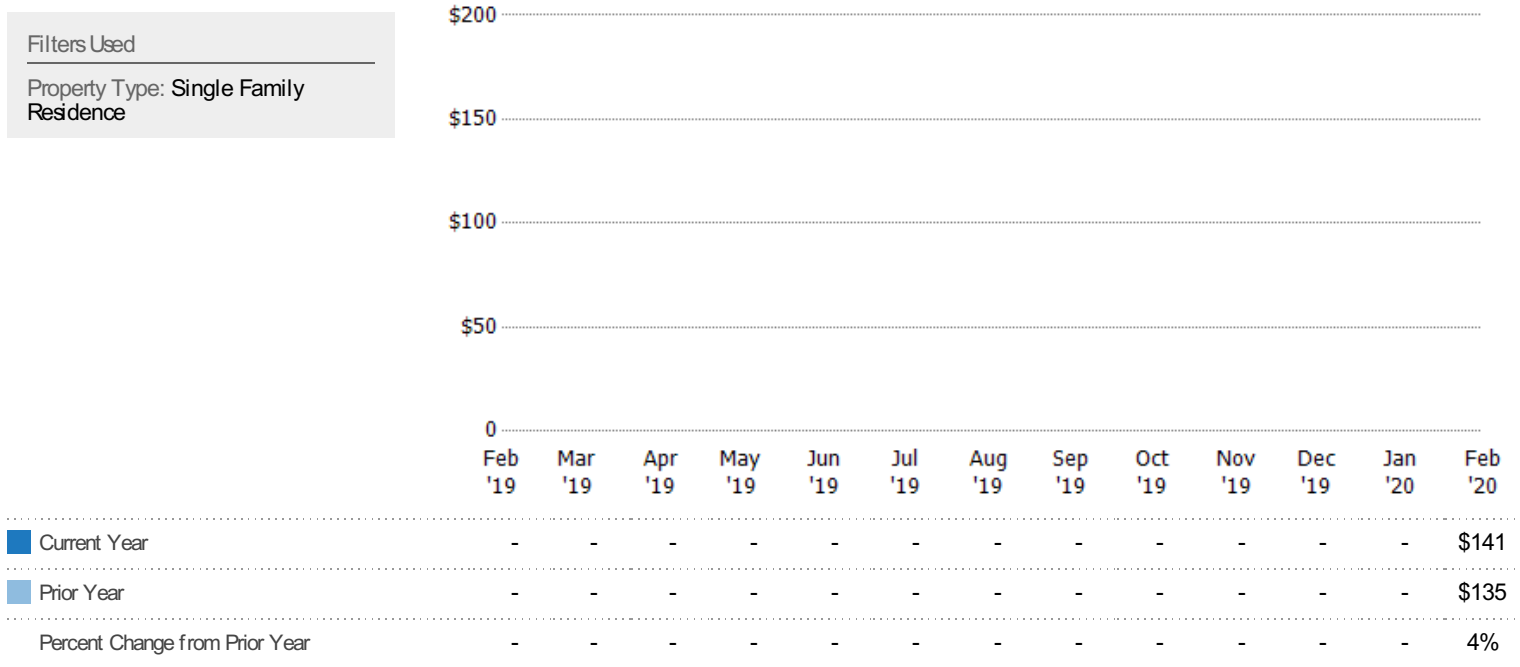 Filters Used
Property Type: Single Family
Residence
$200
$150
$100
$50
0
Feb Mar Apr May Jun Jul Aug Sep Oct Nov Dec Jan Feb
'19 '19 '19 '19 '19 '19 '19 '19 '19 '19 '19 '20 '20
Current Year - - - - - - - - - - - - $141
Prior Year - - - - - - - - - - - - $135
Percent Change from Prior Year - - - - - - - - - - - - 4%